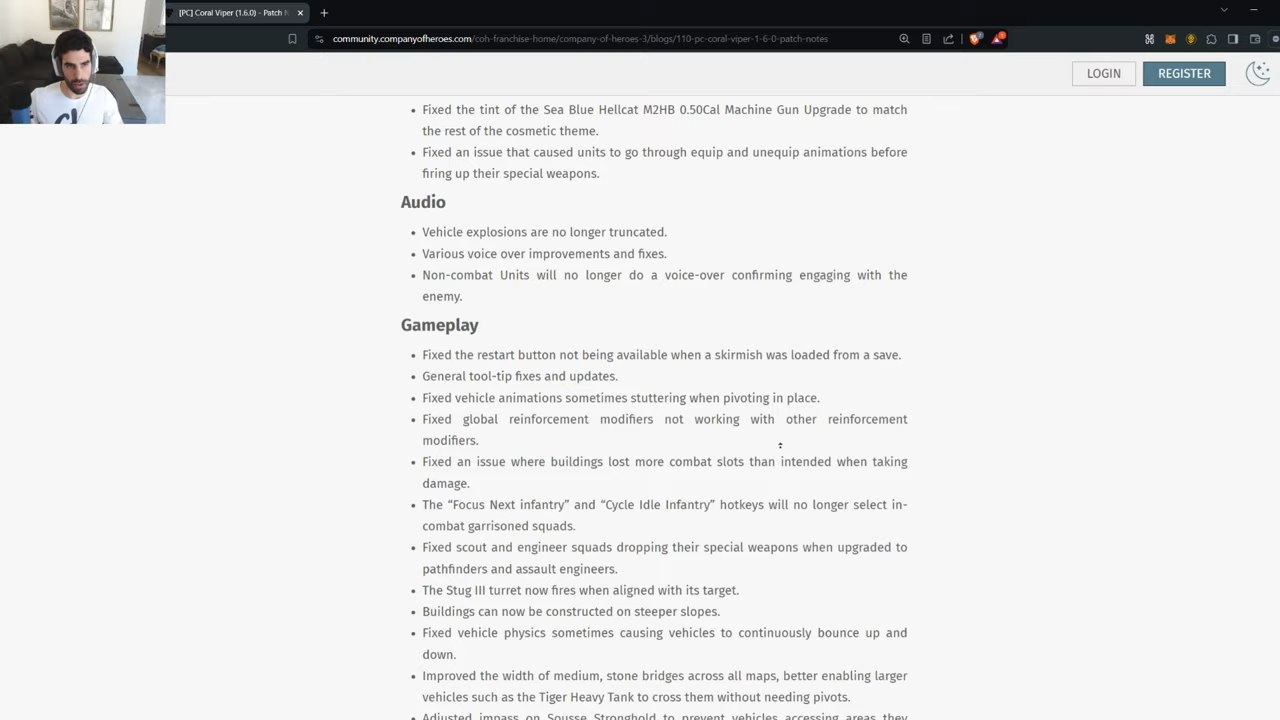 [PC] Coral Viper (1.6.0) - Patch N
community.companyofheroes.com/coh-franchise-home/company-of-heroes-3/blogs/110-pc-coral-viper-1-6-0-patch-notes
LOGIN
REGISTER
• Fixed the tint of the Sea Blue Hellcat M2HB 0.50Cal Machine Gun Upgrade to match
the rest of the cosmetic theme.
• Fixed an issue that caused units to go through equip and unequip animations before
firing up their special weapons.
Audio
• Vehicle explosions are no longer truncated.
• Various voice over improvements and fixes.
• Non-combat Units will no longer do a voice-over confirming engaging with the
enemy.
Gameplay
• Fixed the restart button not being available when a skirmish was loaded from a save.
• General tool-tip fixes and updates.
• Fixed vehicle animations sometimes stuttering when pivoting in place.
• Fixed global reinforcement modifiers not working with other reinforcement
modifiers.
• Fixed an issue where buildings lost more combat slots than intended when taking
damage.
• The “Focus Next infantry” and “Cycle Idle Infantry” hotkeys will no longer select in-
combat garrisoned squads.
• Fixed scout and engineer squads dropping their special weapons when upgraded to
pathfinders and assault engineers.
• The Stug III turret now fires when aligned with its target.
• Buildings can now be constructed on steeper slopes.
• Fixed vehicle physics sometimes causing vehicles to continuously bounce up and
down.
• Improved the width of medium, stone bridges across all maps, better enabling larger
vehicles such as the Tiger Heavy Tank to cross them without needing pivots.
• Adjusted impass on Sousse Stronghold to prevent vehicles accessing areas they